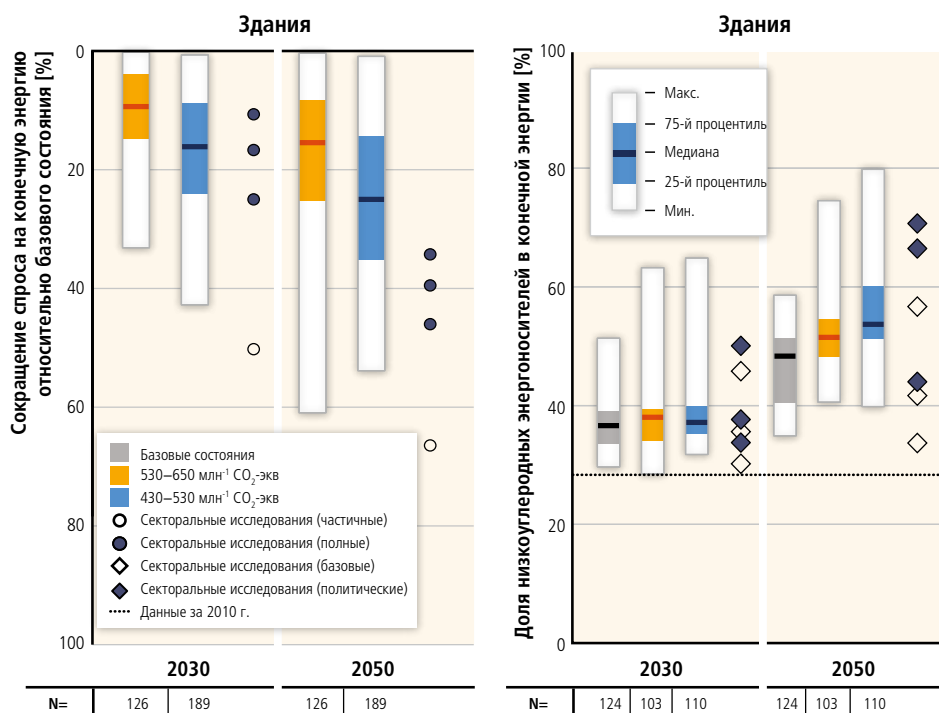 Здания
Сокращение спроса на конечную энергию
относительно базового состояния [%]
0
20
40
60
80
100
Базовые состояния
530–650 млн⁻¹ CO₂-экв
430–530 млн⁻¹ CO₂-экв
Секторальные исследования (частичные)
Секторальные исследования (полные)
Секторальные исследования (базовые)
Секторальные исследования (политические)
Данные за 2010 г.
2030
2050
N=
126
189
126
189
Здания
Доля низкоуглеродных энергоносителей в конечной энергии [%]
100
80
60
40
20
0
Макс.
75-й процентиль
Медиана
25-й процентиль
Мин.
2030
2050
N=
124
103
110
124
103
110